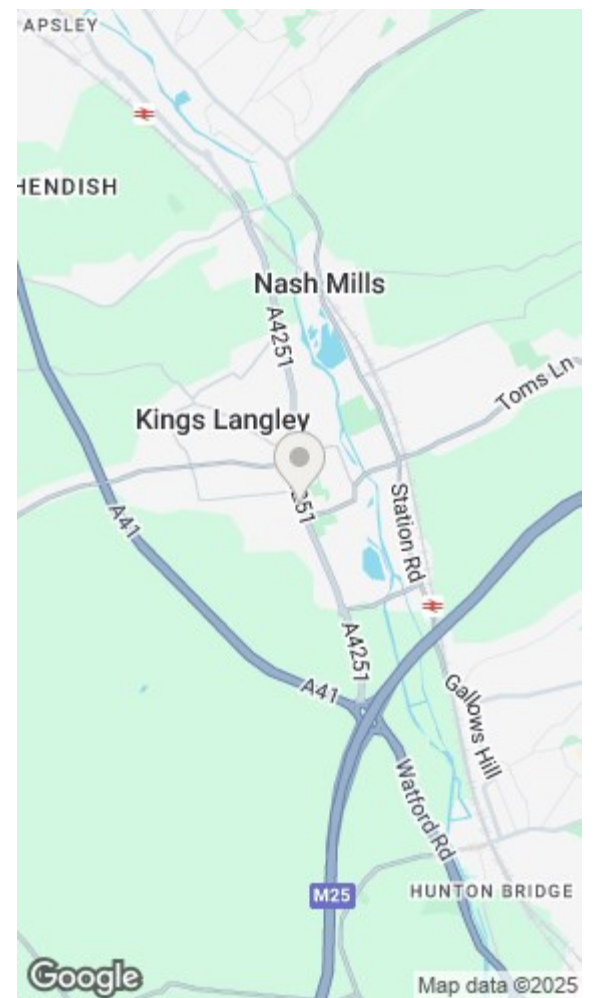 APSLEY
HENDISH
Nash Mills
A4251
Toms Ln
Kings Langley
251
A41
Station Rd
A4251
A41
Gallows Hill
Watford Rd
M25
HUNTON BRIDGE
Google
Map data ©2025